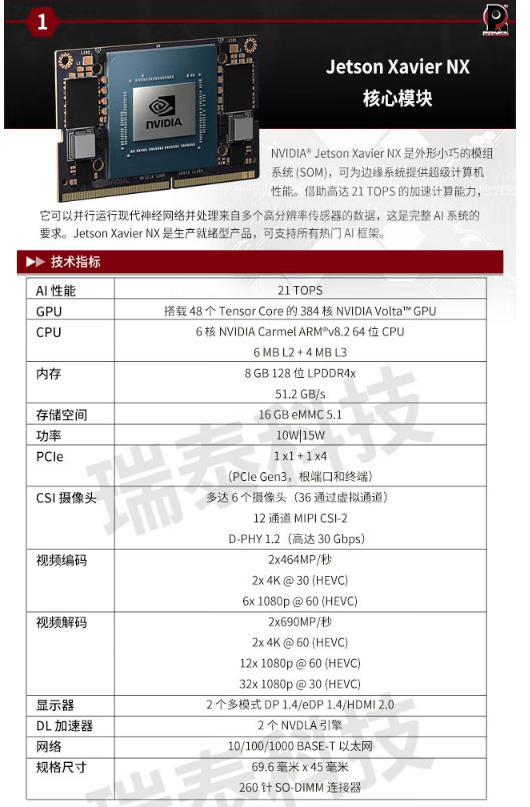 1
Jetson Xavier NX
核心模块
NVIDIA
NVIDIA® Jetson Xavier NX 是外形小巧的模组
系统 (SOM)，可为边缘系统提供超级计算机
性能。借助高达 21 TOPS 的加速计算能力，
它可以并行运行现代神经网络并处理来自多个高分辨率传感器的数据，这是完整 AI 系统的
要求。Jetson Xavier NX 是生产就绪型产品，可支持所有热门 AI 框架。
技术指标
AI 性能 21 TOPS
GPU 搭载 48 个 Tensor Core 的 384 核 NVIDIA Volta™ GPU
CPU 6 核 NVIDIA Carmel ARM®v8.2 64 位 CPU
6 MB L2 + 4 MB L3
内存 8 GB 128 位 LPDDR4x
51.2 GB/s
存储空间 16 GB eMMC 5.1
功率 10W|15W
PCIe 1 x1 + 1 x4
（PCIe Gen3，根端口和终端）
CSI 摄像头 多达 6 个摄像头（36 通过虚拟通道）
12 通道 MIPI CSI-2
D-PHY 1.2（高达 30 Gbps）
视频编码 2x464MP/秒
2x 4K @ 30 (HEVC)
6x 1080p @ 60 (HEVC)
视频解码 2x690MP/秒
2x 4K @ 60 (HEVC)
12x 1080p @ 60 (HEVC)
32x 1080p @ 30 (HEVC)
显示器 2 个多模式 DP 1.4/eDP 1.4/HDMI 2.0
DL 加速器 2 个 NVDLA 引擎
网络 10/100/1000 BASE-T 以太网
规格尺寸 69.6 毫米 x 45 毫米
260 针 SO-DIMM 连接器
瑞泰科技
瑞泰科技